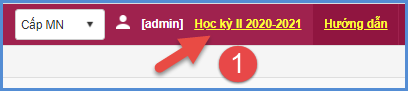 Cấp MN [admin] Học kỳ II 2020-2021 Hướng dẫn
1